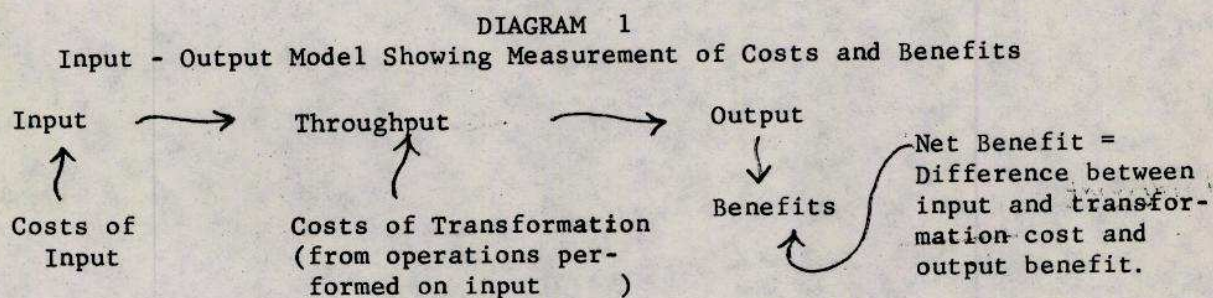 DIAGRAM 1
Input - Output Model Showing Measurement of Costs and Benefits
Input
Throughput
Output
Costs of
Input
Costs of Transformation
(from operations per-
formed on input )
Benefits
Net Benefit =
Difference between
input and transfor-
mation cost and
output benefit.